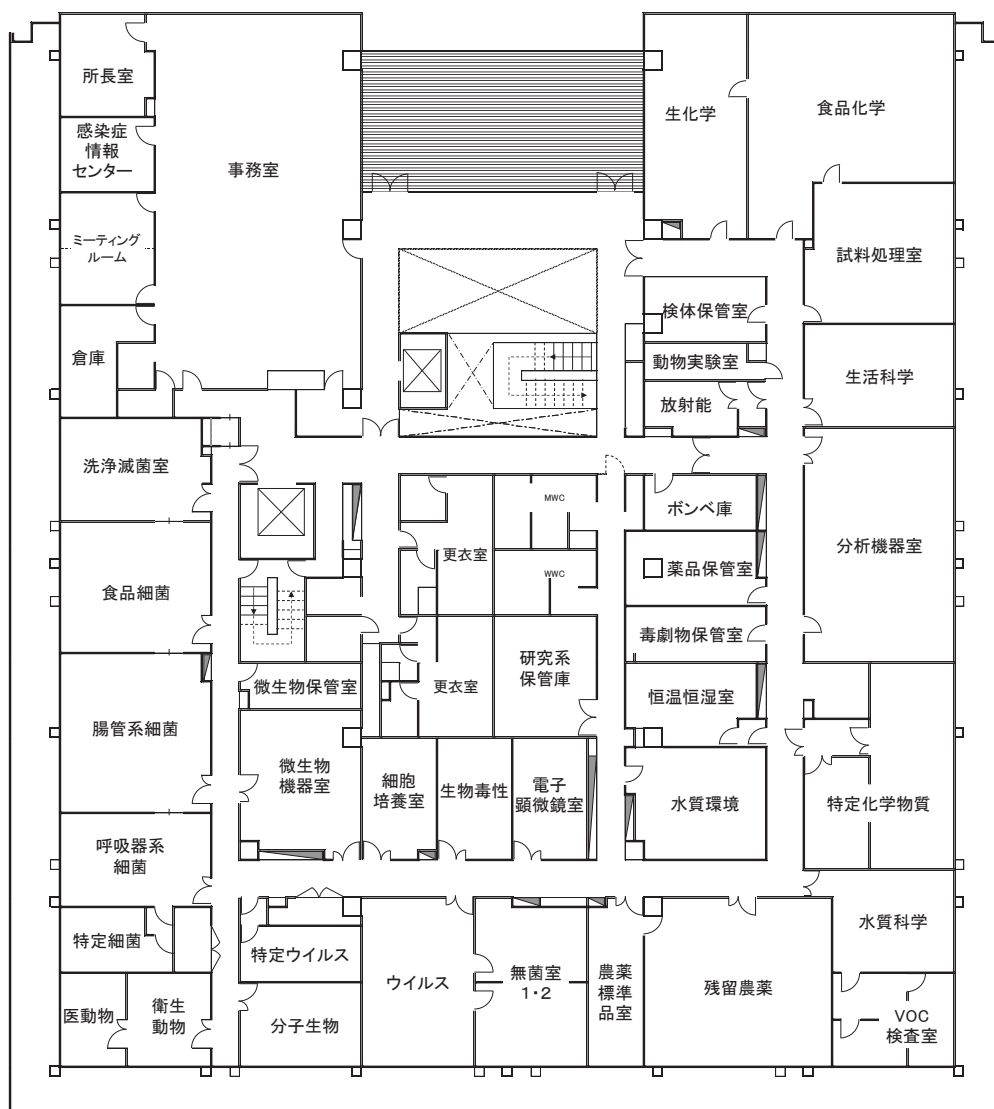 所長室
生化学
食品化学
感染症
情報
センター
事務室
ミーティング
ルーム
試料処理室
検体保管室
倉庫
動物実験室
生活科学
放射能
洗浄滅菌室
ボンベ庫
MWC
更衣室
分析機器室
薬品保管室
WWC
食品細菌
毒劇物保管室
研究系
保管庫
微生物保管室
更衣室
恒温恒湿室
腸管系細菌
微生物
機器室
細胞
培養室
生物毒性
電子
顕微鏡室
水質環境
特定化学物質
呼吸器系
細菌
水質科学
特定細菌
特定ウイルス
ウイルス
無菌室
1・2
農薬
標準
品室
残留農薬
医動物
衛生
動物
分子生物
VOC
検査室